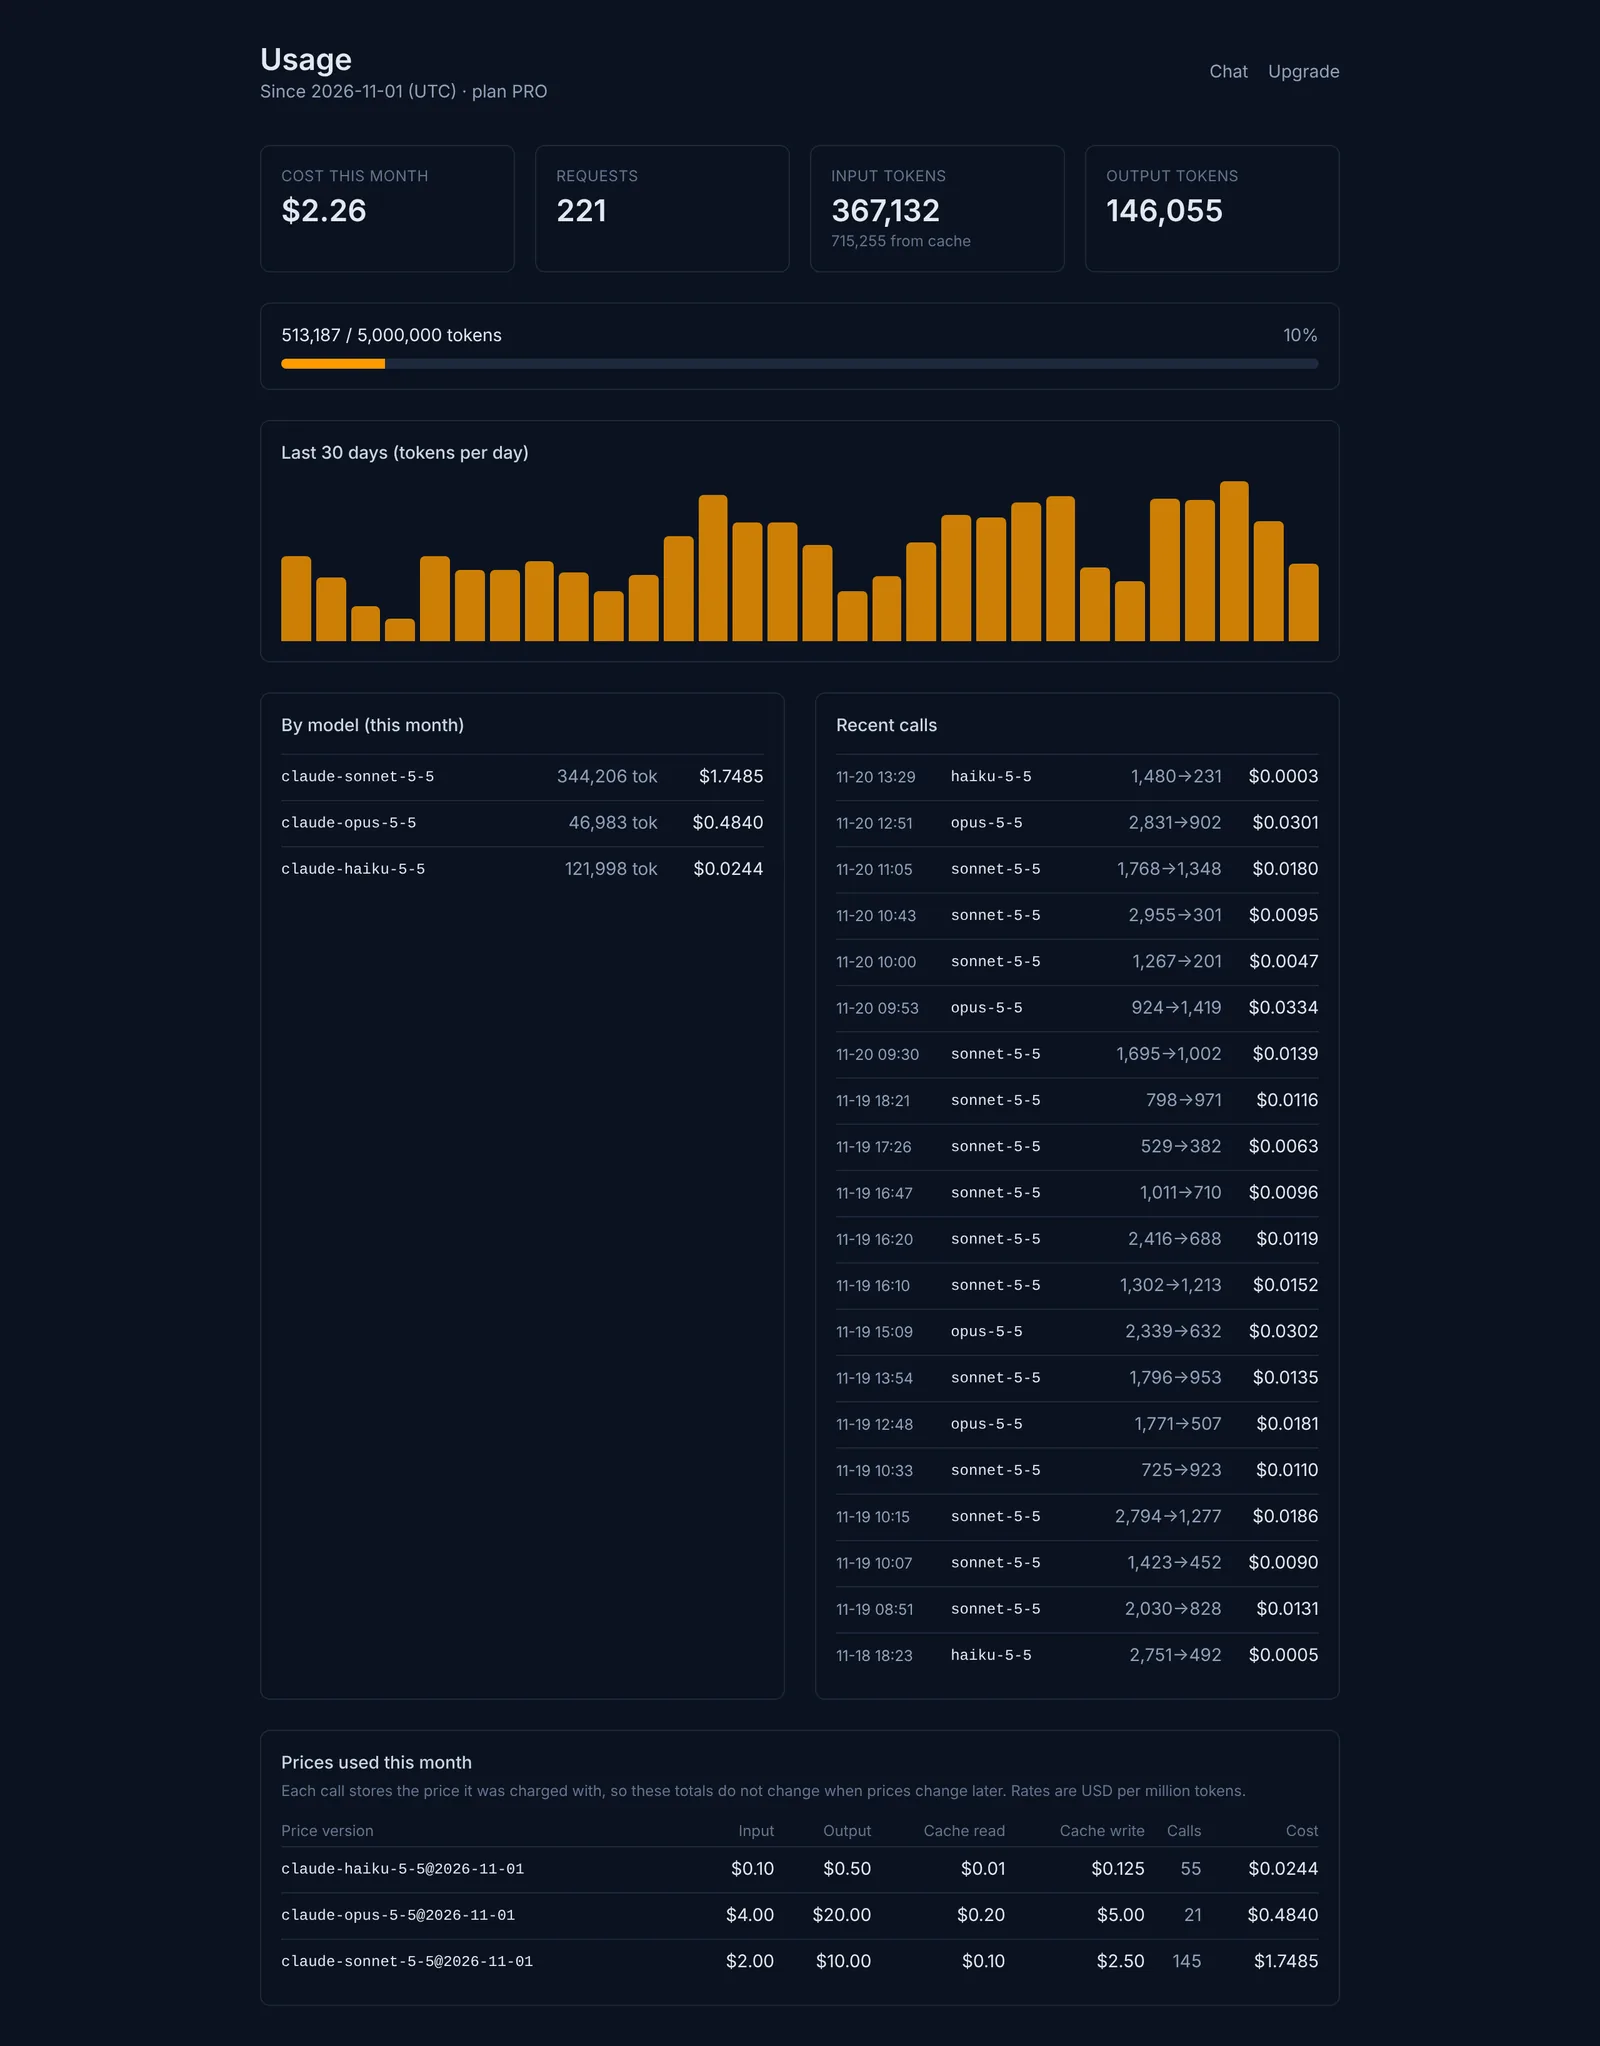 Usage
Since 2026-11-01 (UTC) · plan PRO
Chat Upgrade
COST THIS MONTH
$2.26
REQUESTS
221
INPUT TOKENS
367,132
715,255 from cache
OUTPUT TOKENS
146,055
513,187 / 5,000,000 tokens 10%
Last 30 days (tokens per day)
By model (this month)
claude-sonnet-5-5 344,206 tok $1.7485
claude-opus-5-5 46,983 tok $0.4840
claude-haiku-5-5 121,998 tok $0.0244
Recent calls
11-20 13:29 haiku-5-5 1,480→231 $0.0003
11-20 12:51 opus-5-5 2,831→902 $0.0301
11-20 11:05 sonnet-5-5 1,768→1,348 $0.0180
11-20 10:43 sonnet-5-5 2,955→301 $0.0095
11-20 10:00 sonnet-5-5 1,267→201 $0.0047
11-20 09:53 opus-5-5 924→1,419 $0.0334
11-20 09:30 sonnet-5-5 1,695→1,002 $0.0139
11-19 18:21 sonnet-5-5 798→971 $0.0116
11-19 17:26 sonnet-5-5 529→382 $0.0063
11-19 16:47 sonnet-5-5 1,011→710 $0.0096
11-19 16:20 sonnet-5-5 2,416→688 $0.0119
11-19 16:10 sonnet-5-5 1,302→1,213 $0.0152
11-19 15:09 opus-5-5 2,339→632 $0.0302
11-19 13:54 sonnet-5-5 1,796→953 $0.0135
11-19 12:48 opus-5-5 1,771→507 $0.0181
11-19 10:33 sonnet-5-5 725→923 $0.0110
11-19 10:15 sonnet-5-5 2,794→1,277 $0.0186
11-19 10:07 sonnet-5-5 1,423→452 $0.0090
11-19 08:51 sonnet-5-5 2,030→828 $0.0131
11-18 18:23 haiku-5-5 2,751→492 $0.0005
Prices used this month
Each call stores the price it was charged with, so these totals do not change when prices change later. Rates are USD per million tokens.
Price version Input Output Cache read Cache write Calls Cost
claude-haiku-5-5@2026-11-01 $0.10 $0.50 $0.01 $0.125 55 $0.0244
claude-opus-5-5@2026-11-01 $4.00 $20.00 $0.20 $5.00 21 $0.4840
claude-sonnet-5-5@2026-11-01 $2.00 $10.00 $0.10 $2.50 145 $1.7485